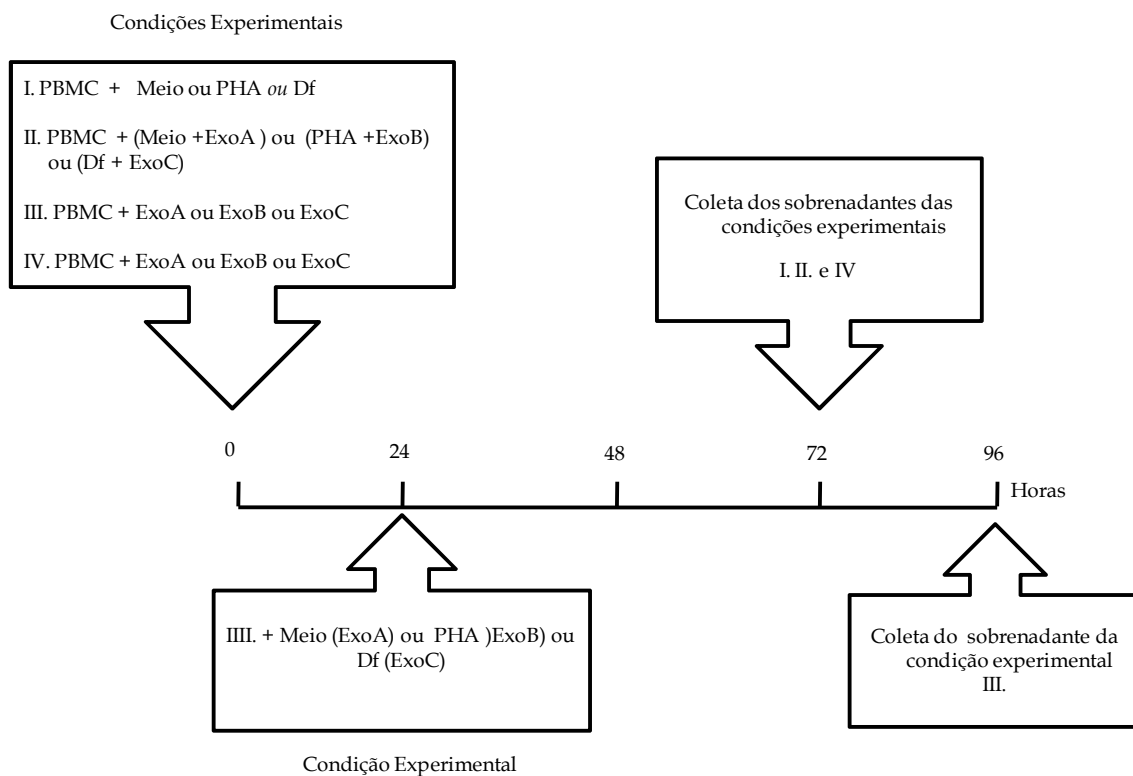 Condições Experimentais
I. PBMC + Meio ou PHA ou Df
II. PBMC + (Meio +ExoA ) ou (PHA +ExoB)
ou (Df + ExoC)
III. PBMC + ExoA ou ExoB ou ExoC
IV. PBMC + ExoA ou ExoB ou ExoC
Coleta dos sobrenadantes das
condições experimentais
I. II. e IV
0 24 48 72 96
Horas
IIII. + Meio (ExoA) ou PHA )ExoB) ou
Df (ExoC)
Coleta do sobrenadante da
condição experimental
III.
Condição Experimental